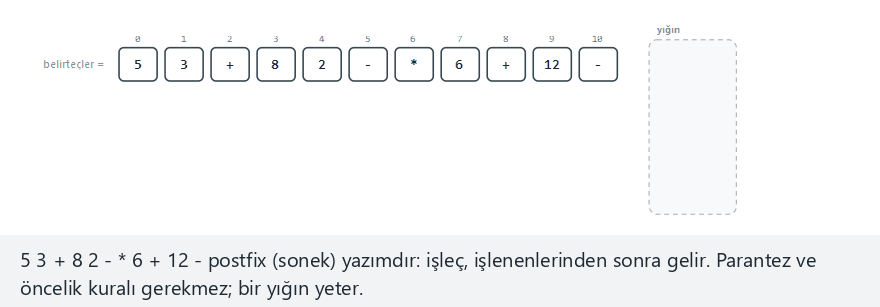 yığın
0 1 2 3 4 5 6 7 8 9 10
belirteçler = 5 3 + 8 2 - * 6 + 12 -
5 3 + 8 2 - * 6 + 12 - postfix (sonek) yazımdır: işleç, işlenenlerinden sonra gelir. Parantez ve
öncelik kuralı gerekmez; bir yığın yeter.